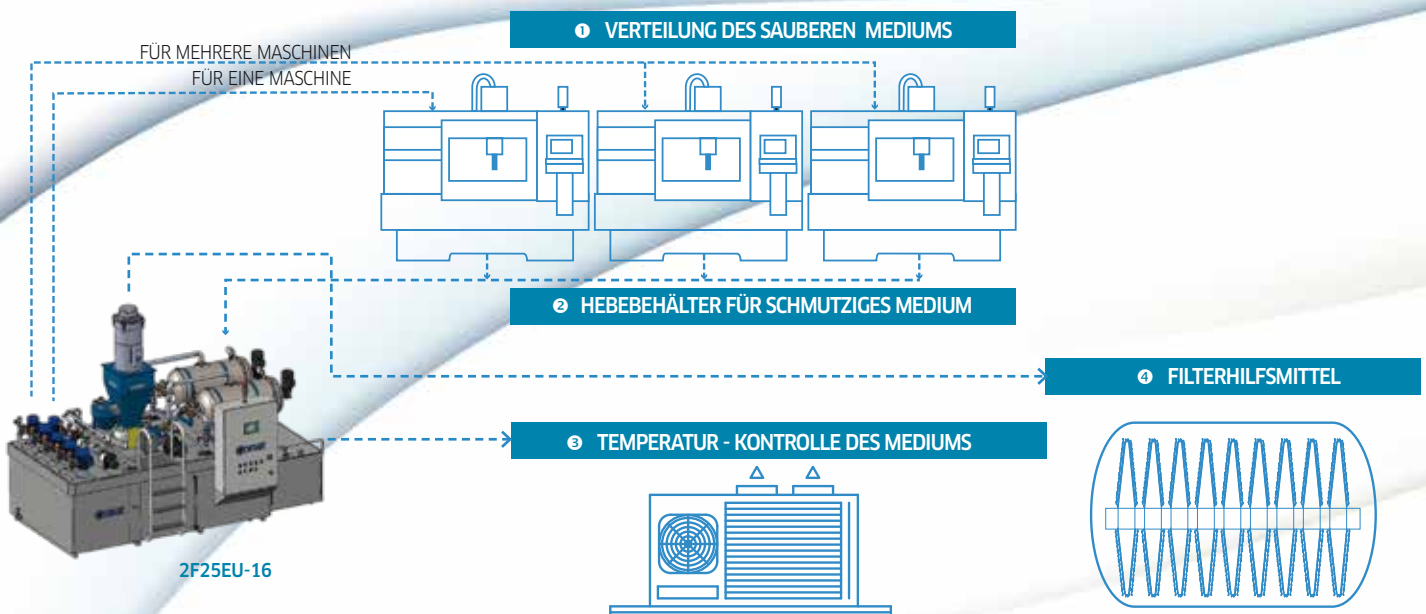 ❶ VERTEILUNG DES SAUBEREN MEDIUMS
FÜR MEHRERE MASCHINEN
FÜR EINE MASCHINE
❷ HEBEBEHÄLTER FÜR SCHMUTZIGES MEDIUM
❹ FILTERHILFSMITTEL
❸ TEMPERATUR - KONTROLLE DES MEDIUMS
2F25EU-16